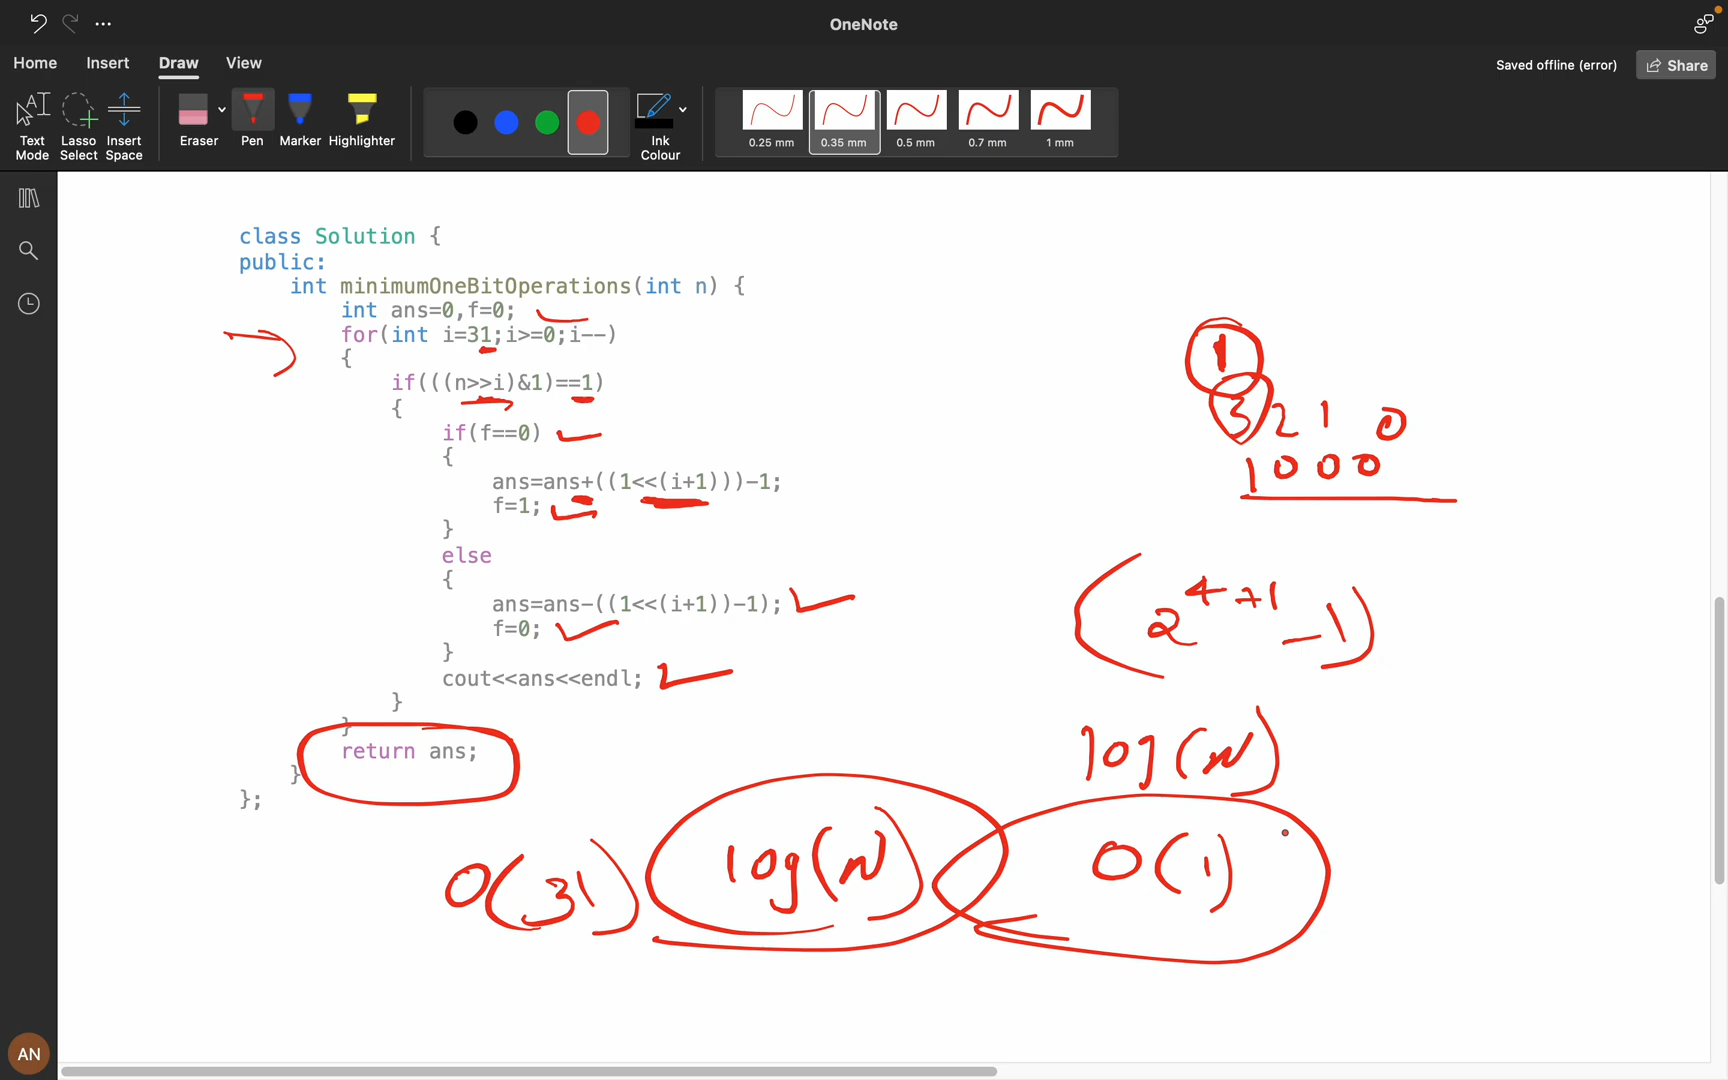 OneNote
Home Insert Draw View
Saved offline (error)
Share
Text Mode
Lasso Select
Insert Space
Eraser
Pen
Marker
Highlighter
Ink Colour
0.25 mm
0.35 mm
0.5 mm
0.7 mm
1 mm
class Solution {
public:
int minimumOneBitOperations(int n) {
int ans=0,f=0;
for(int i=31;i>=0;i--)
{
if(((n>>i)&1)==1)
{
if(f==0)
{
ans=ans+((1<<(i+1)))-1;
f=1;
}
else
{
ans=ans-((1<<(i+1))-1);
f=0;
}
cout<<ans<<endl;
}
}
return ans;
}
};
1
3 2 1 0
1 0 0 0
(2^4+1 -1)
log(N)
O(31) log(N) O(1)
AN